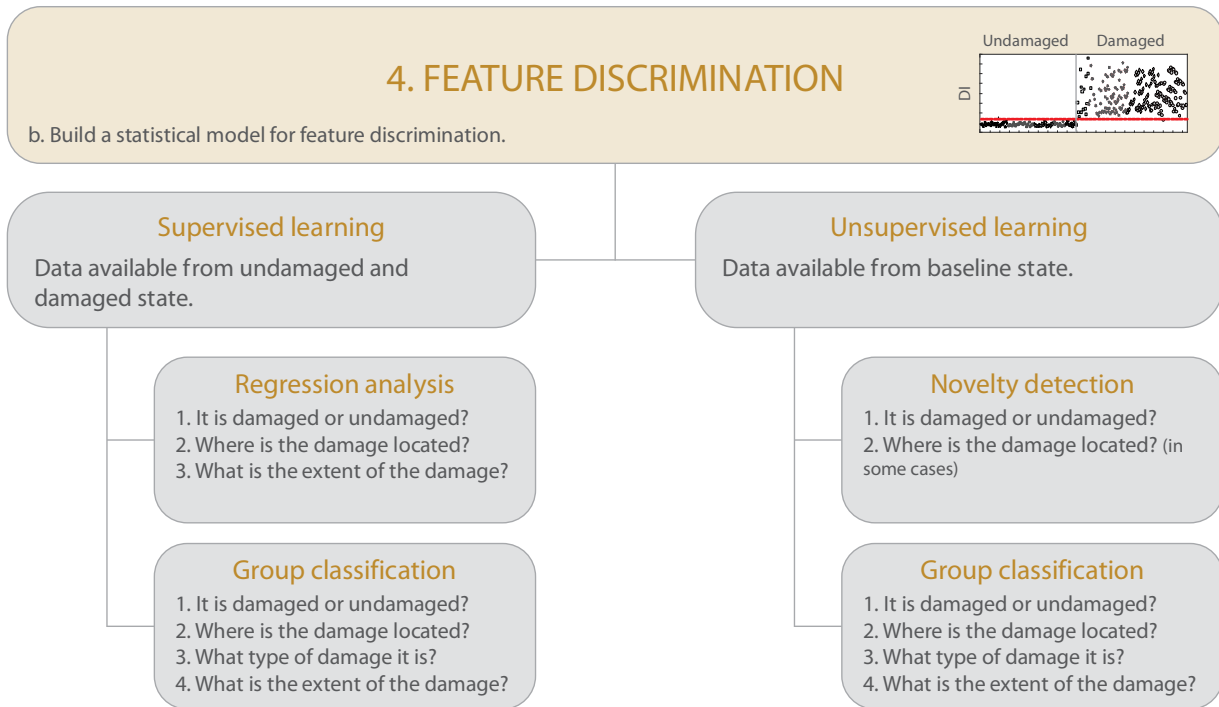 4. FEATURE DISCRIMINATION
b. Build a statistical model for feature discrimination.
Undamaged Damaged
DI
Supervised learning
Data available from undamaged and
damaged state.
Regression analysis
1. It is damaged or undamaged?
2. Where is the damage located?
3. What is the extent of the damage?
Group classification
1. It is damaged or undamaged?
2. Where is the damage located?
3. What type of damage it is?
4. What is the extent of the damage?
Unsupervised learning
Data available from baseline state.
Novelty detection
1. It is damaged or undamaged?
2. Where is the damage located? (in
some cases)
Group classification
1. It is damaged or undamaged?
2. Where is the damage located?
3. What type of damage it is?
4. What is the extent of the damage?